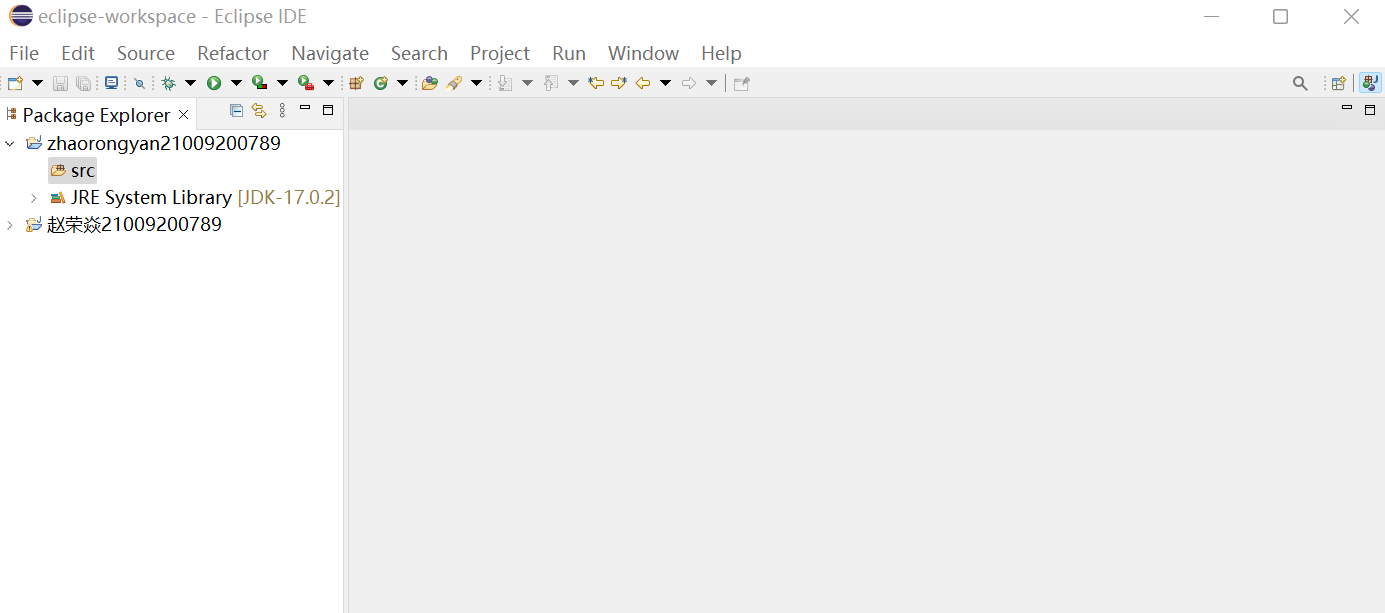 eclipse-workspace - Eclipse IDE
File Edit Source Refactor Navigate Search Project Run Window Help
Package Explorer
zhaorongyan21009200789
src
JRE System Library [JDK-17.0.2]
赵荣焱21009200789